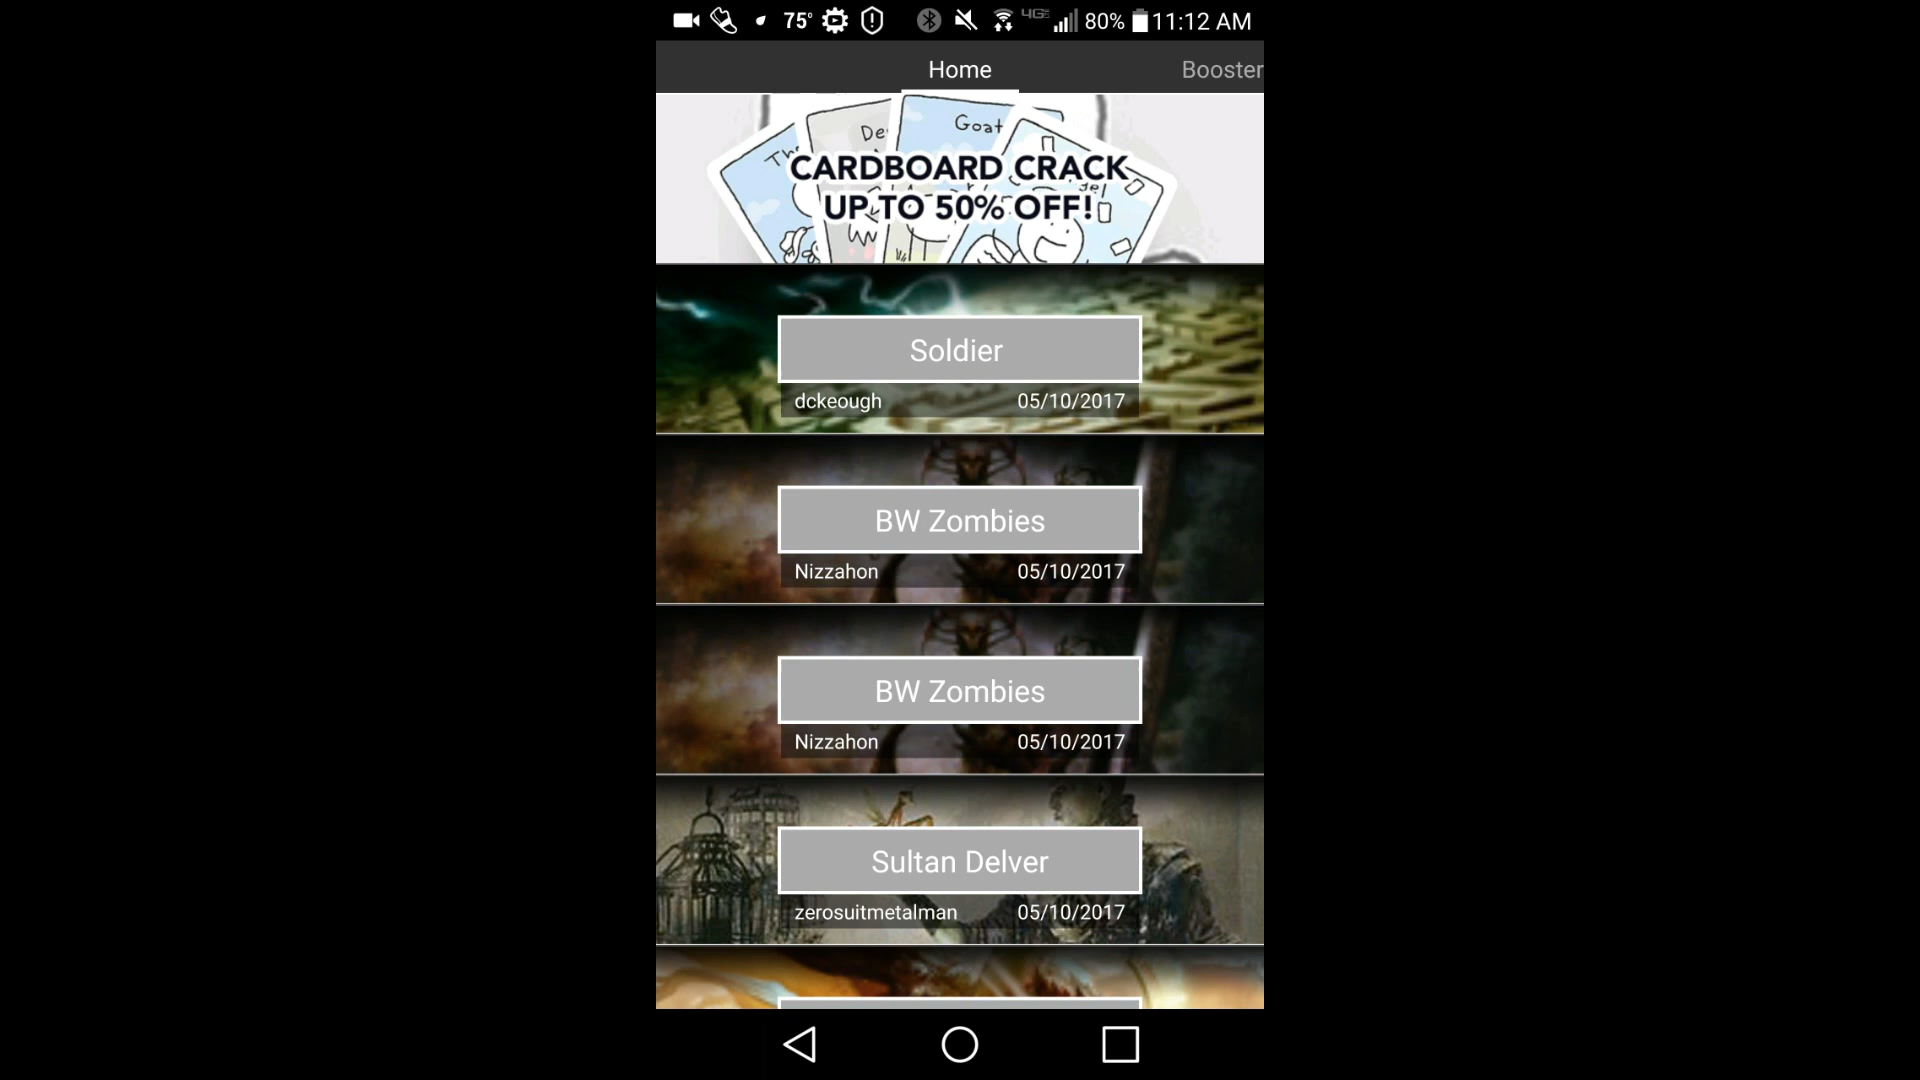 75° 4G 80% 11:12 AM
Home Booster
The De Goat
CARDBOARD CRACK
UP TO 50% OFF!
Soldier
dckeough 05/10/2017
BW Zombies
Nizzahon 05/10/2017
BW Zombies
Nizzahon 05/10/2017
Sultan Delver
zerosuitmetalman 05/10/2017